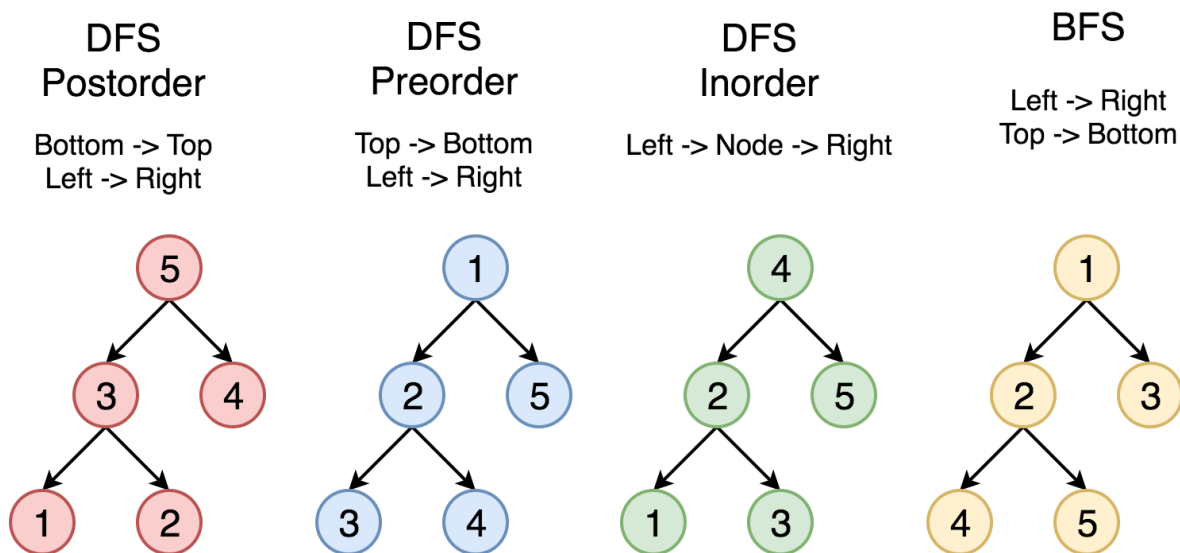 DFS
Postorder
Bottom -> Top
Left -> Right
5
3
4
1
2
DFS
Preorder
Top -> Bottom
Left -> Right
1
2
5
3
4
DFS
Inorder
Left -> Node -> Right
4
2
5
1
3
BFS
Left -> Right
Top -> Bottom
1
2
3
4
5